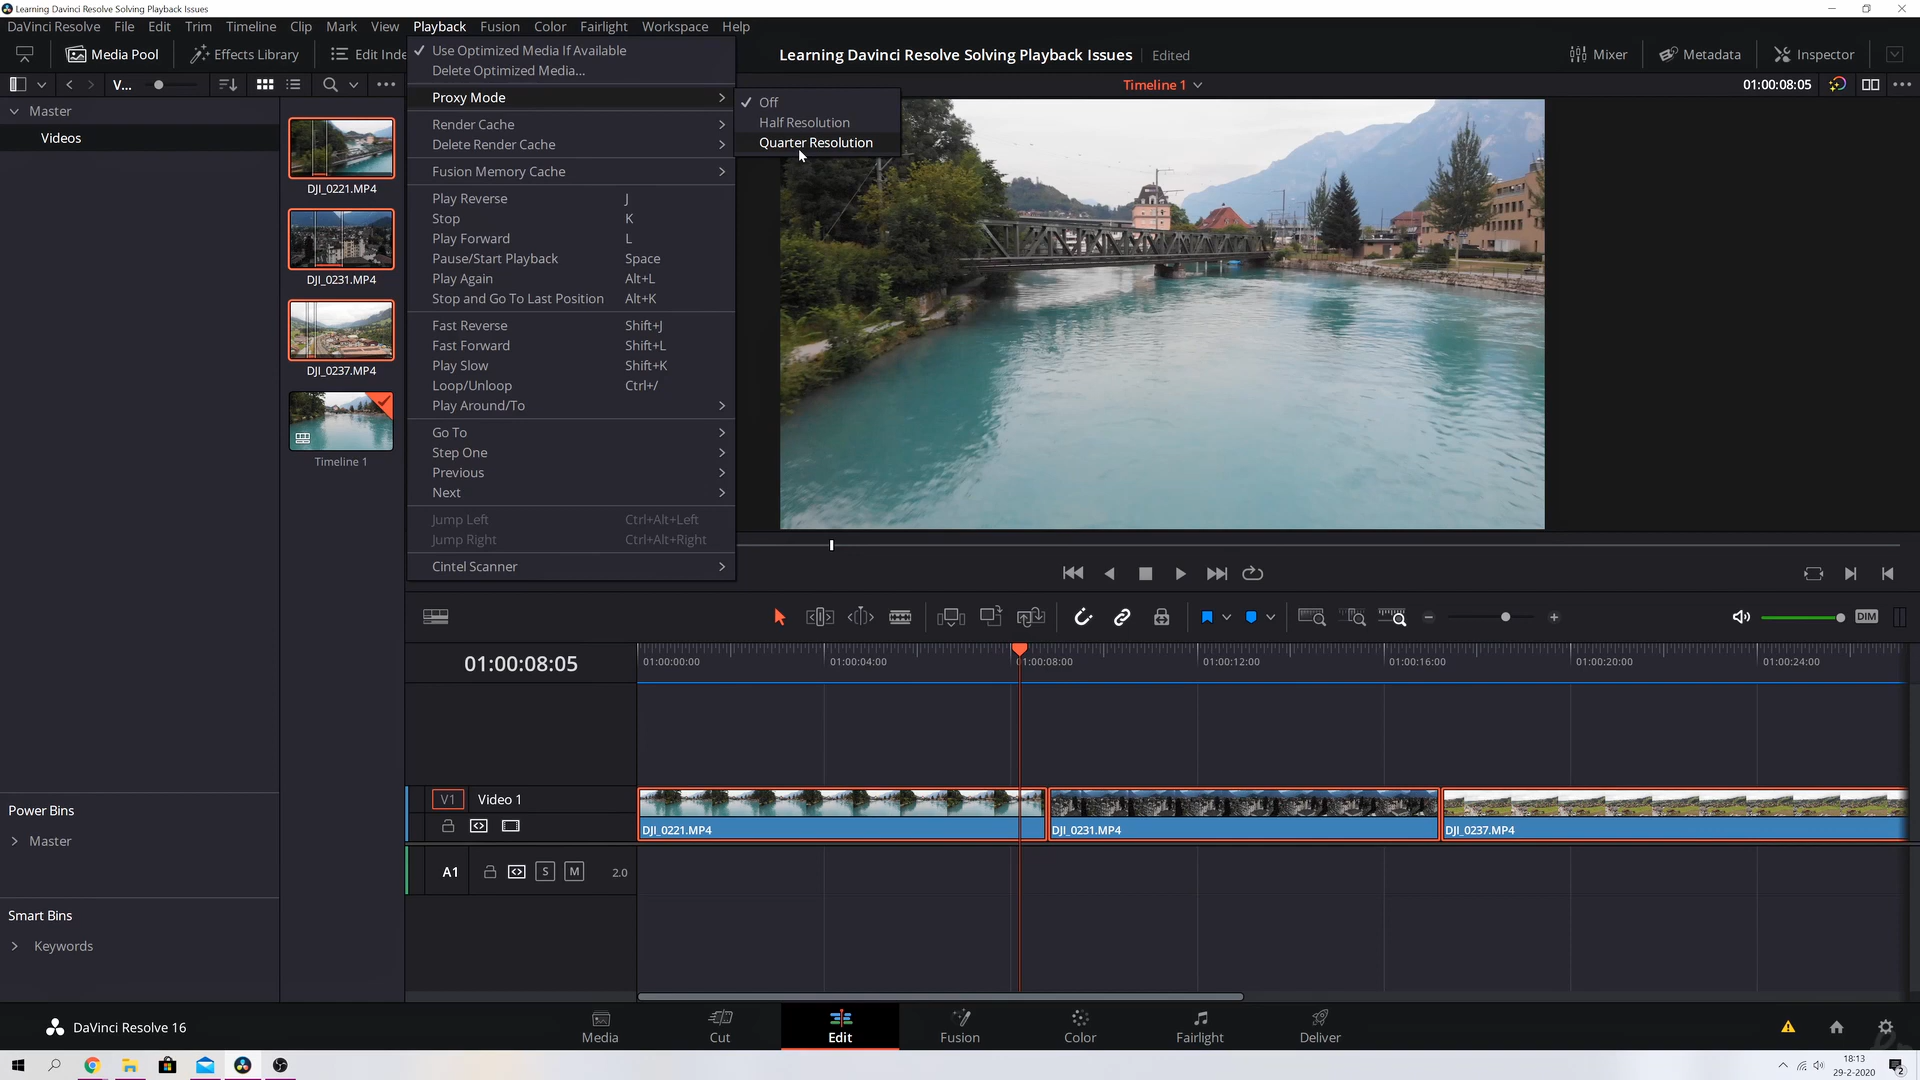 Learning Davinci Resolve Solving Playback Issues
DaVinci Resolve File Edit Trim Timeline Clip Mark View Playback Fusion Color Fairlight Workspace Help
Media Pool Effects Library Edit Inde
Learning Davinci Resolve Solving Playback Issues Edited
Mixer Metadata Inspector
V...
Timeline 1
01:00:08:05
Master
Videos
DJI_0221.MP4
DJI_0231.MP4
DJI_0237.MP4
Timeline 1
Use Optimized Media If Available
Delete Optimized Media...
Proxy Mode
Render Cache
Delete Render Cache
Fusion Memory Cache
Play Reverse J
Stop K
Play Forward L
Pause/Start Playback Space
Play Again Alt+L
Stop and Go To Last Position Alt+K
Fast Reverse Shift+J
Fast Forward Shift+L
Play Slow Shift+K
Loop/Unloop Ctrl+/
Play Around/To
Go To
Step One
Previous
Next
Jump Left Ctrl+Alt+Left
Jump Right Ctrl+Alt+Right
Cintel Scanner
Off
Half Resolution
Quarter Resolution
DIM
01:00:08:05
01:00:00:00 01:00:04:00 01:00:08:00 01:00:12:00 01:00:16:00 01:00:20:00 01:00:24:00
V1 Video 1
DJI_0221.MP4 DJI_0231.MP4 DJI_0237.MP4
A1 S M 2.0
Power Bins
Master
Smart Bins
Keywords
DaVinci Resolve 16
Media Cut Edit Fusion Color Fairlight Deliver
18:13
29-2-2020
2